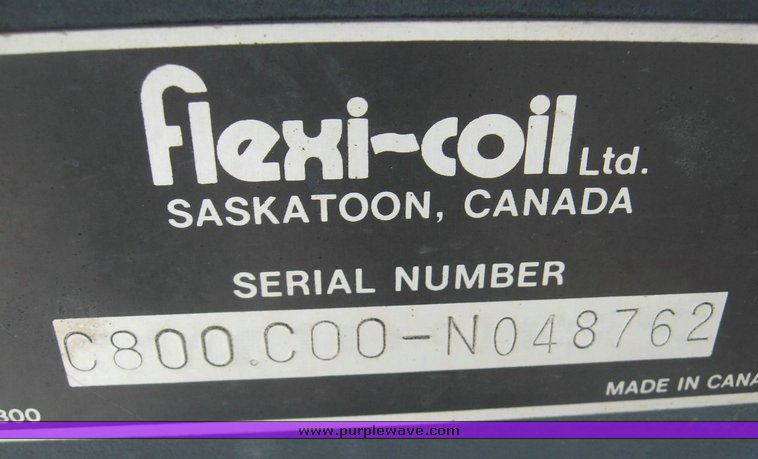 flexi-coil Ltd.
SASKATOON, CANADA
SERIAL NUMBER
C800.C00-N048762
MADE IN CANA
800
www.purplewave.com